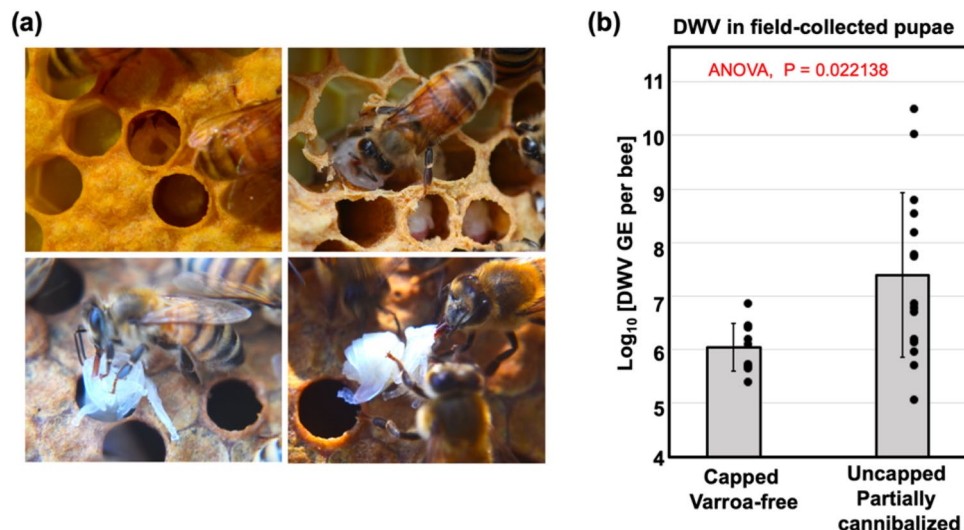 (a)
(b)
DWV in field-collected pupae
ANOVA, P = 0.022138
Log10 [DWV GE per bee]
11
10
9
8
7
6
5
4
Capped
Varroa-free
Uncapped
Partially
cannibalized